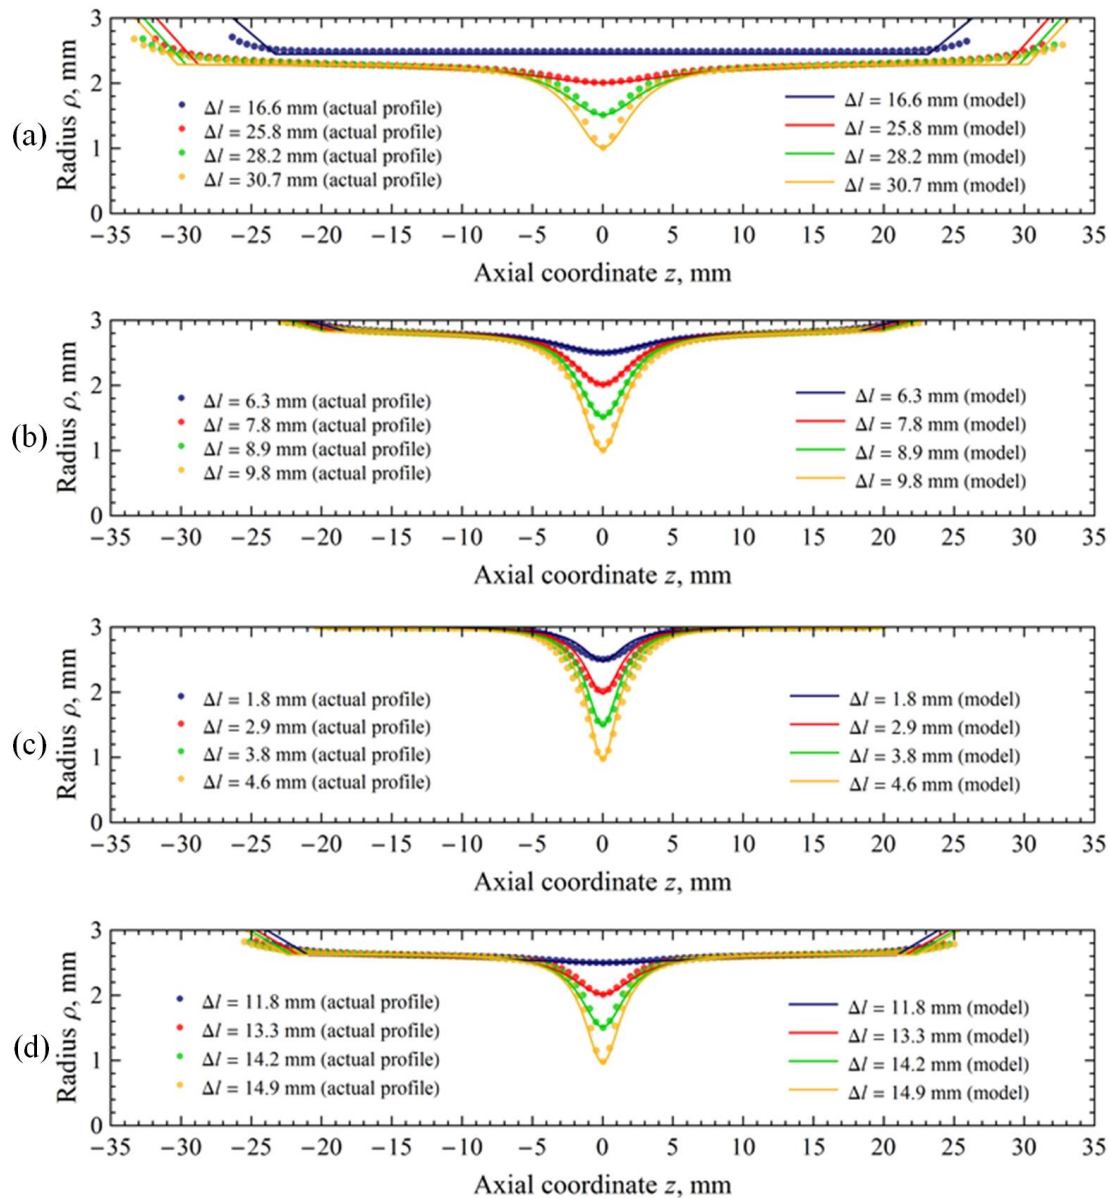 (a)
Radius ρ, mm
3
2
1
0
Δl = 16.6 mm (actual profile)
Δl = 25.8 mm (actual profile)
Δl = 28.2 mm (actual profile)
Δl = 30.7 mm (actual profile)
Δl = 16.6 mm (model)
Δl = 25.8 mm (model)
Δl = 28.2 mm (model)
Δl = 30.7 mm (model)
−35 −30 −25 −20 −15 −10 −5 0 5 10 15 20 25 30 35
Axial coordinate z, mm
(b)
Radius ρ, mm
3
2
1
0
Δl = 6.3 mm (actual profile)
Δl = 7.8 mm (actual profile)
Δl = 8.9 mm (actual profile)
Δl = 9.8 mm (actual profile)
Δl = 6.3 mm (model)
Δl = 7.8 mm (model)
Δl = 8.9 mm (model)
Δl = 9.8 mm (model)
−35 −30 −25 −20 −15 −10 −5 0 5 10 15 20 25 30 35
Axial coordinate z, mm
(c)
Radius ρ, mm
3
2
1
0
Δl = 1.8 mm (actual profile)
Δl = 2.9 mm (actual profile)
Δl = 3.8 mm (actual profile)
Δl = 4.6 mm (actual profile)
Δl = 1.8 mm (model)
Δl = 2.9 mm (model)
Δl = 3.8 mm (model)
Δl = 4.6 mm (model)
−35 −30 −25 −20 −15 −10 −5 0 5 10 15 20 25 30 35
Axial coordinate z, mm
(d)
Radius ρ, mm
3
2
1
0
Δl = 11.8 mm (actual profile)
Δl = 13.3 mm (actual profile)
Δl = 14.2 mm (actual profile)
Δl = 14.9 mm (actual profile)
Δl = 11.8 mm (model)
Δl = 13.3 mm (model)
Δl = 14.2 mm (model)
Δl = 14.9 mm (model)
−35 −30 −25 −20 −15 −10 −5 0 5 10 15 20 25 30 35
Axial coordinate z, mm